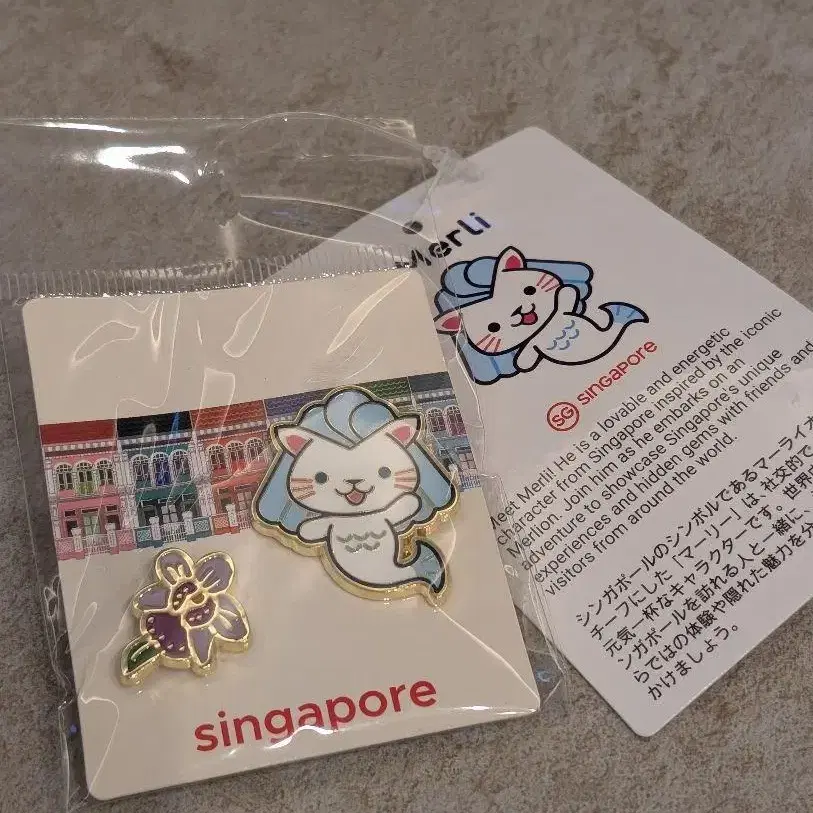 Merli
SG singapore
Meet Merli! He is a lovable and energetic
character from Singapore inspired by the iconic
Merlion. Join him as he embarks on an
adventure to showcase Singapore's unique
experiences and hidden gems with friends and
visitors from around the world.
シンガポールのシンボルであるマーライオ
チーフにした「マーリー」は、社交的で
元気一杯なキャラクターです。世界中
ンガポールを訪れる人と一緒に、
らではの体験や隠れた魅力を分
かけましょう。
singapore